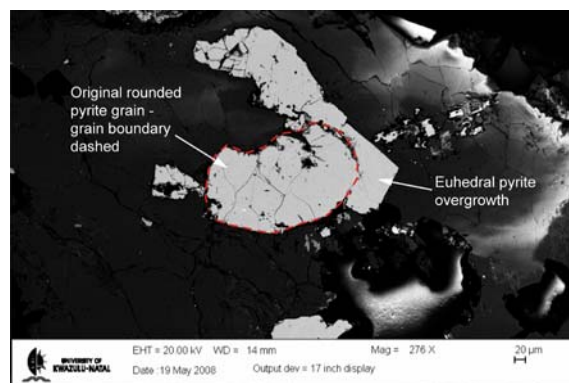 Original rounded
pyrite grain -
grain boundary
dashed
Euhedral pyrite
overgrowth
UNIVERSITY OF
KWAZULU-NATAL
EHT = 20.00 kV WD = 14 mm Mag = 276 X 20 µm
Date :19 May 2008 Output dev = 17 inch display